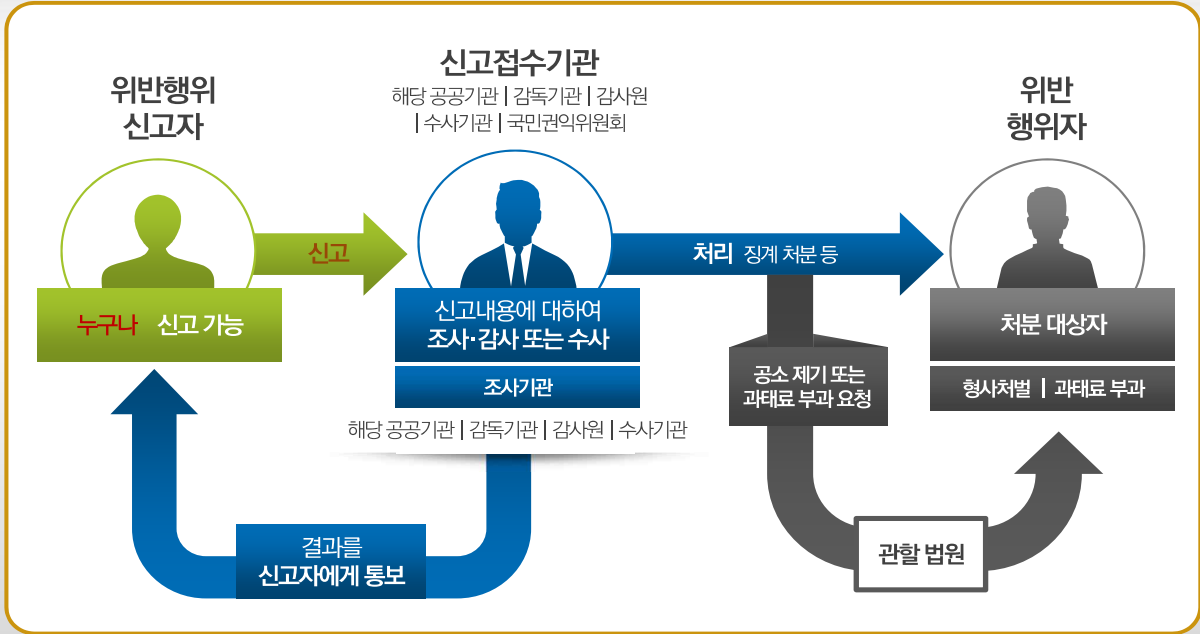 위반행위
신고자
누구나 신고 가능
신고
신고접수기관
해당 공공기관 | 감독기관 | 감사원
| 수사기관 | 국민권익위원회
신고내용에 대하여
조사·감사 또는 수사
조사기관
해당 공공기관 | 감독기관 | 감사원 | 수사기관
결과를
신고자에게 통보
처리 징계 처분 등
공소 제기 또는
과태료 부과 요청
관할 법원
위반
행위자
처분 대상자
형사처벌 | 과태료 부과